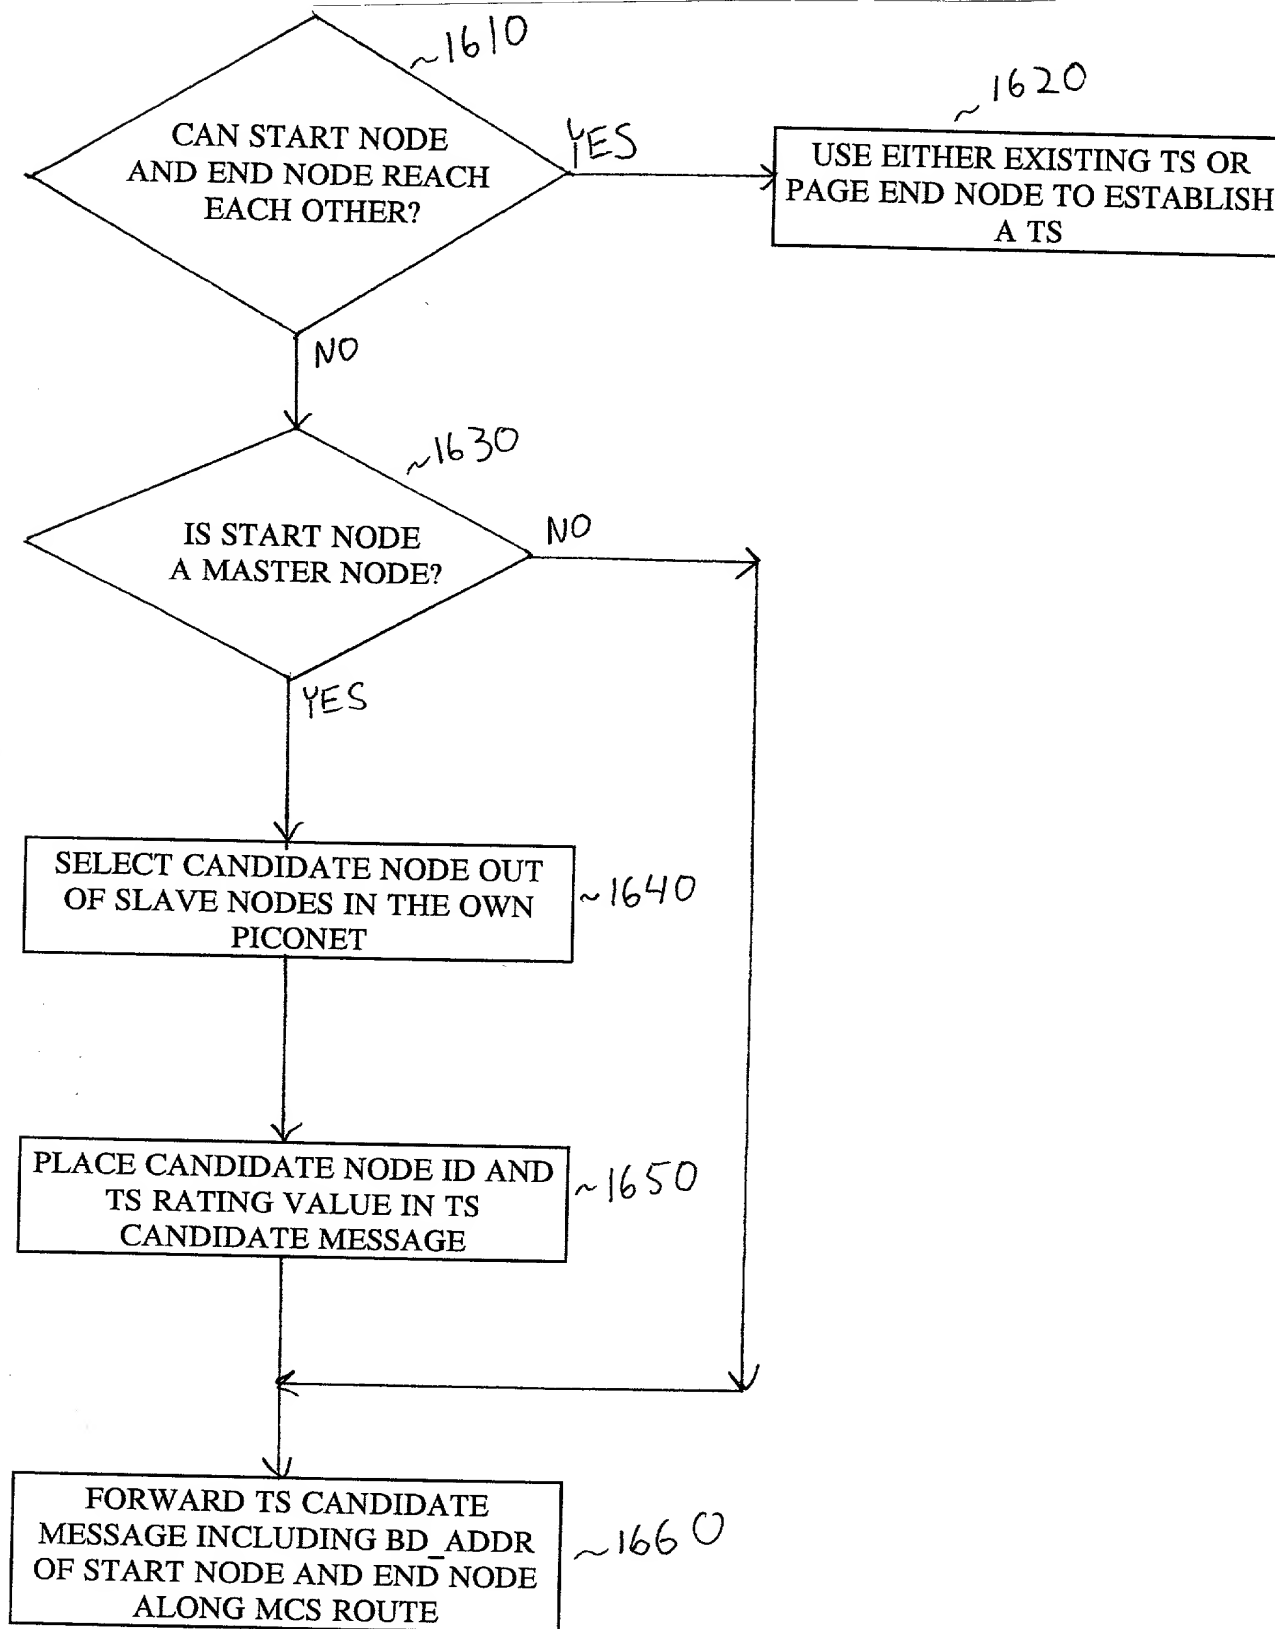 ~1610
CAN START NODE
AND END NODE REACH
EACH OTHER?
YES
~1620
USE EITHER EXISTING TS OR
PAGE END NODE TO ESTABLISH
A TS
NO
~1630
IS START NODE
A MASTER NODE?
NO
YES
SELECT CANDIDATE NODE OUT
OF SLAVE NODES IN THE OWN
PICONET
~1640
PLACE CANDIDATE NODE ID AND
TS RATING VALUE IN TS
CANDIDATE MESSAGE
~1650
FORWARD TS CANDIDATE
MESSAGE INCLUDING BD_ADDR
OF START NODE AND END NODE
ALONG MCS ROUTE
~1660